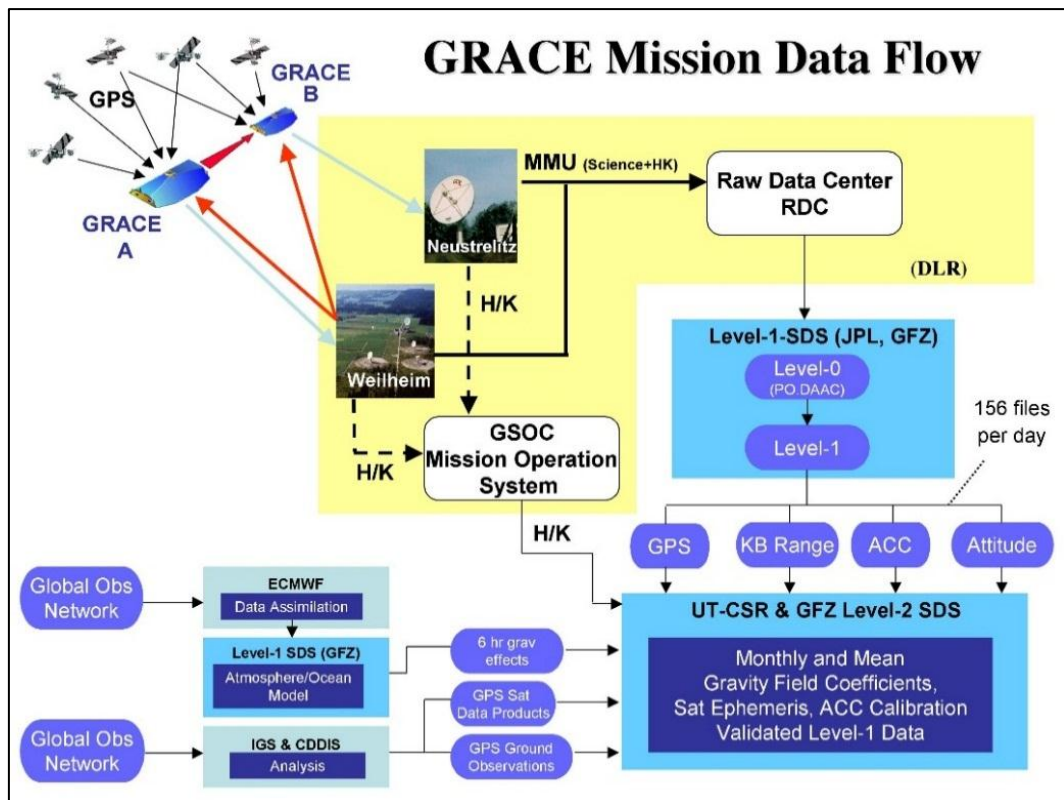 GRACE Mission Data Flow
GPS
GRACE
B
GRACE
A
MMU (Science+HK)
Raw Data Center
RDC
Neustrelitz
(DLR)
H/K
Weilheim
H/K
GSOC
Mission Operation
System
H/K
Level-1-SDS (JPL, GFZ)
Level-0
(PO.DAAC)
Level-1
156 files
per day
GPS
KB Range
ACC
Attitude
Global Obs
Network
ECMWF
Data Assimilation
Level-1 SDS (GFZ)
Atmosphere/Ocean
Model
6 hr grav
effects
GPS Sat
Data Products
Global Obs
Network
IGS & CDDIS
Analysis
GPS Ground
Observations
UT-CSR & GFZ Level-2 SDS
Monthly and Mean
Gravity Field Coefficients,
Sat Ephemeris, ACC Calibration
Validated Level-1 Data